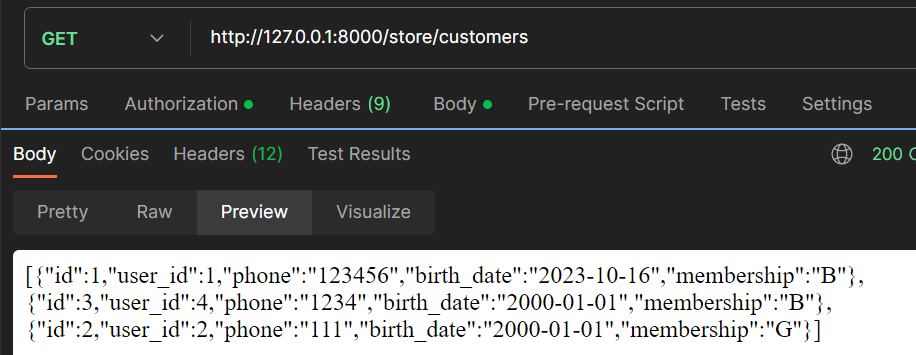 GET http://127.0.0.1:8000/store/customers
Params Authorization Headers (9) Body Pre-request Script Tests Settings
Body Cookies Headers (12) Test Results 200
Pretty Raw Preview Visualize
[{"id":1,"user_id":1,"phone":"123456","birth_date":"2023-10-16","membership":"B"},
{"id":3,"user_id":4,"phone":"1234","birth_date":"2000-01-01","membership":"B"},
{"id":2,"user_id":2,"phone":"111","birth_date":"2000-01-01","membership":"G"}]